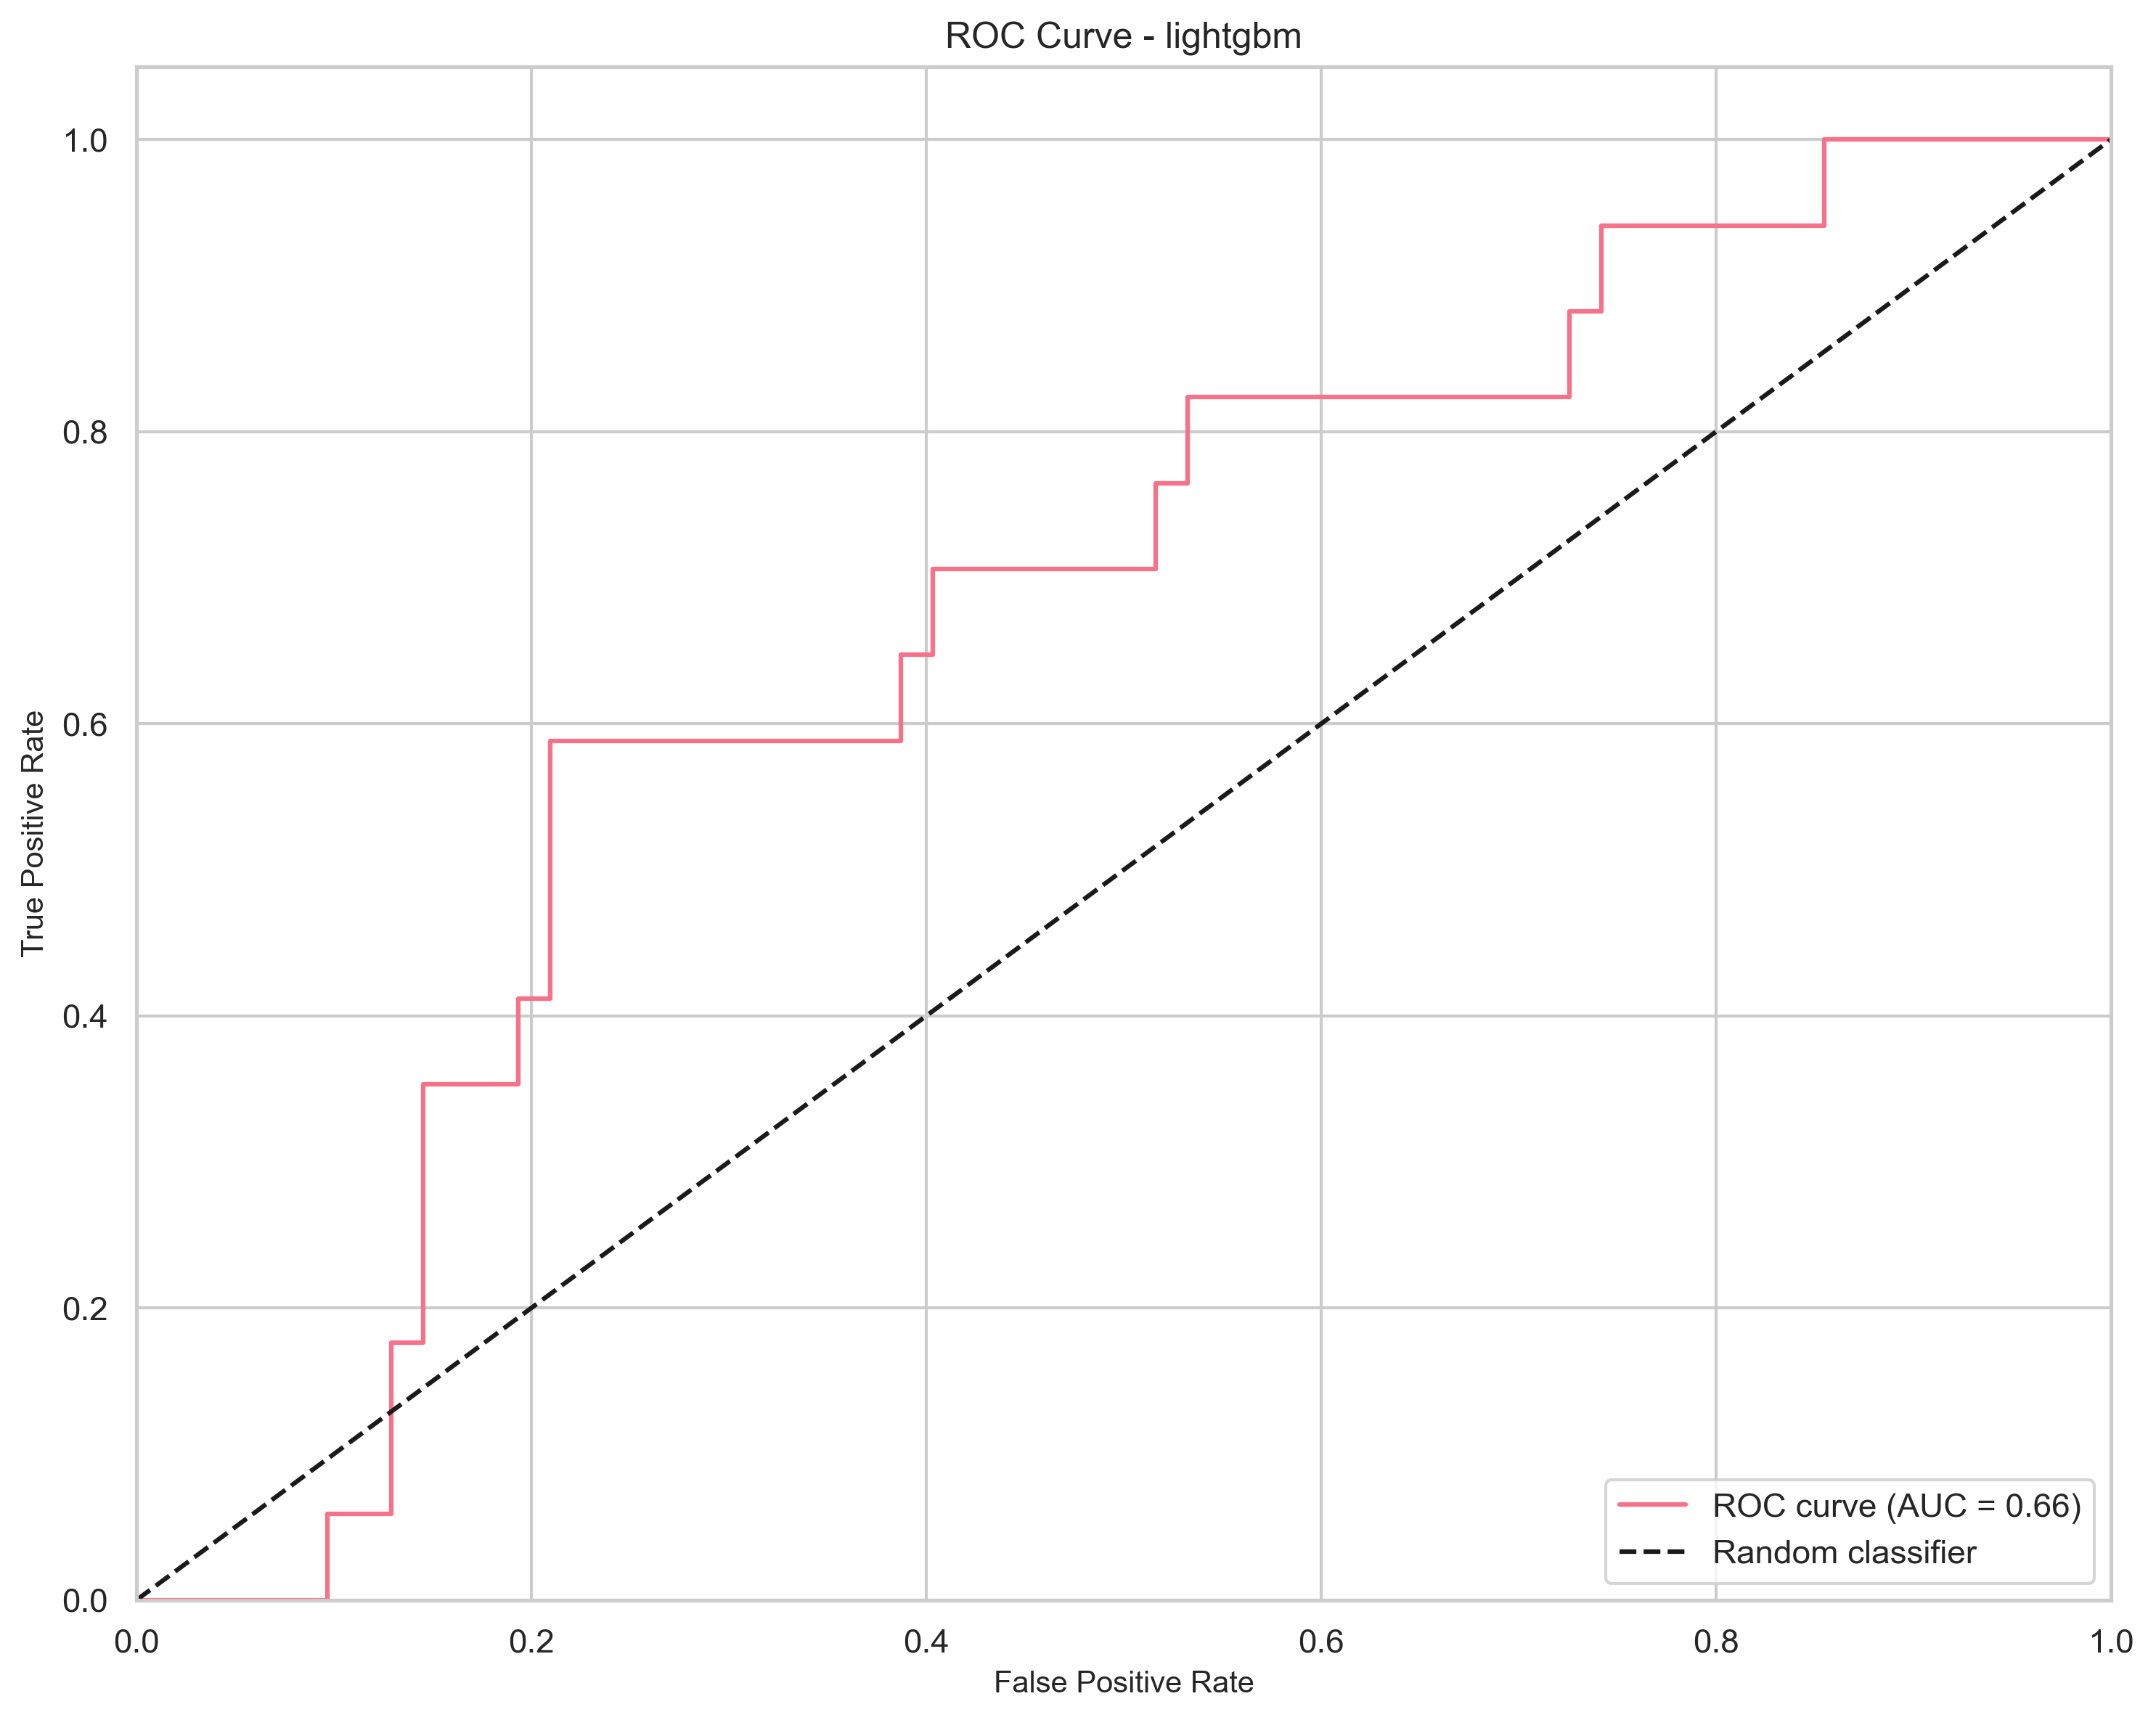 ROC Curve - lightgbm
1.0
0.8
0.6
0.4
0.2
0.0
True Positive Rate
0.0 0.2 0.4 0.6 0.8 1.0
False Positive Rate
ROC curve (AUC = 0.66)
Random classifier